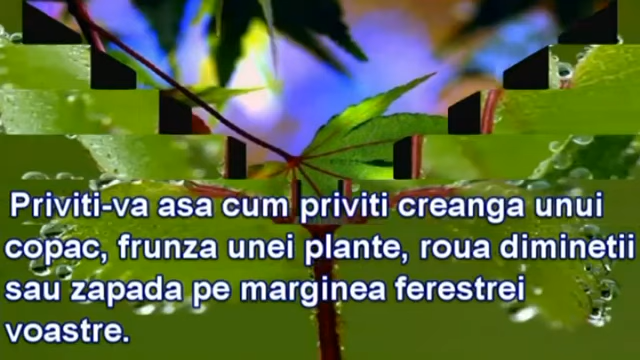 Priviti-va asa cum priviti creanga unui
copac, frunza unei plante, roua diminetii
sau zapada pe marginea ferestrei
voastre.